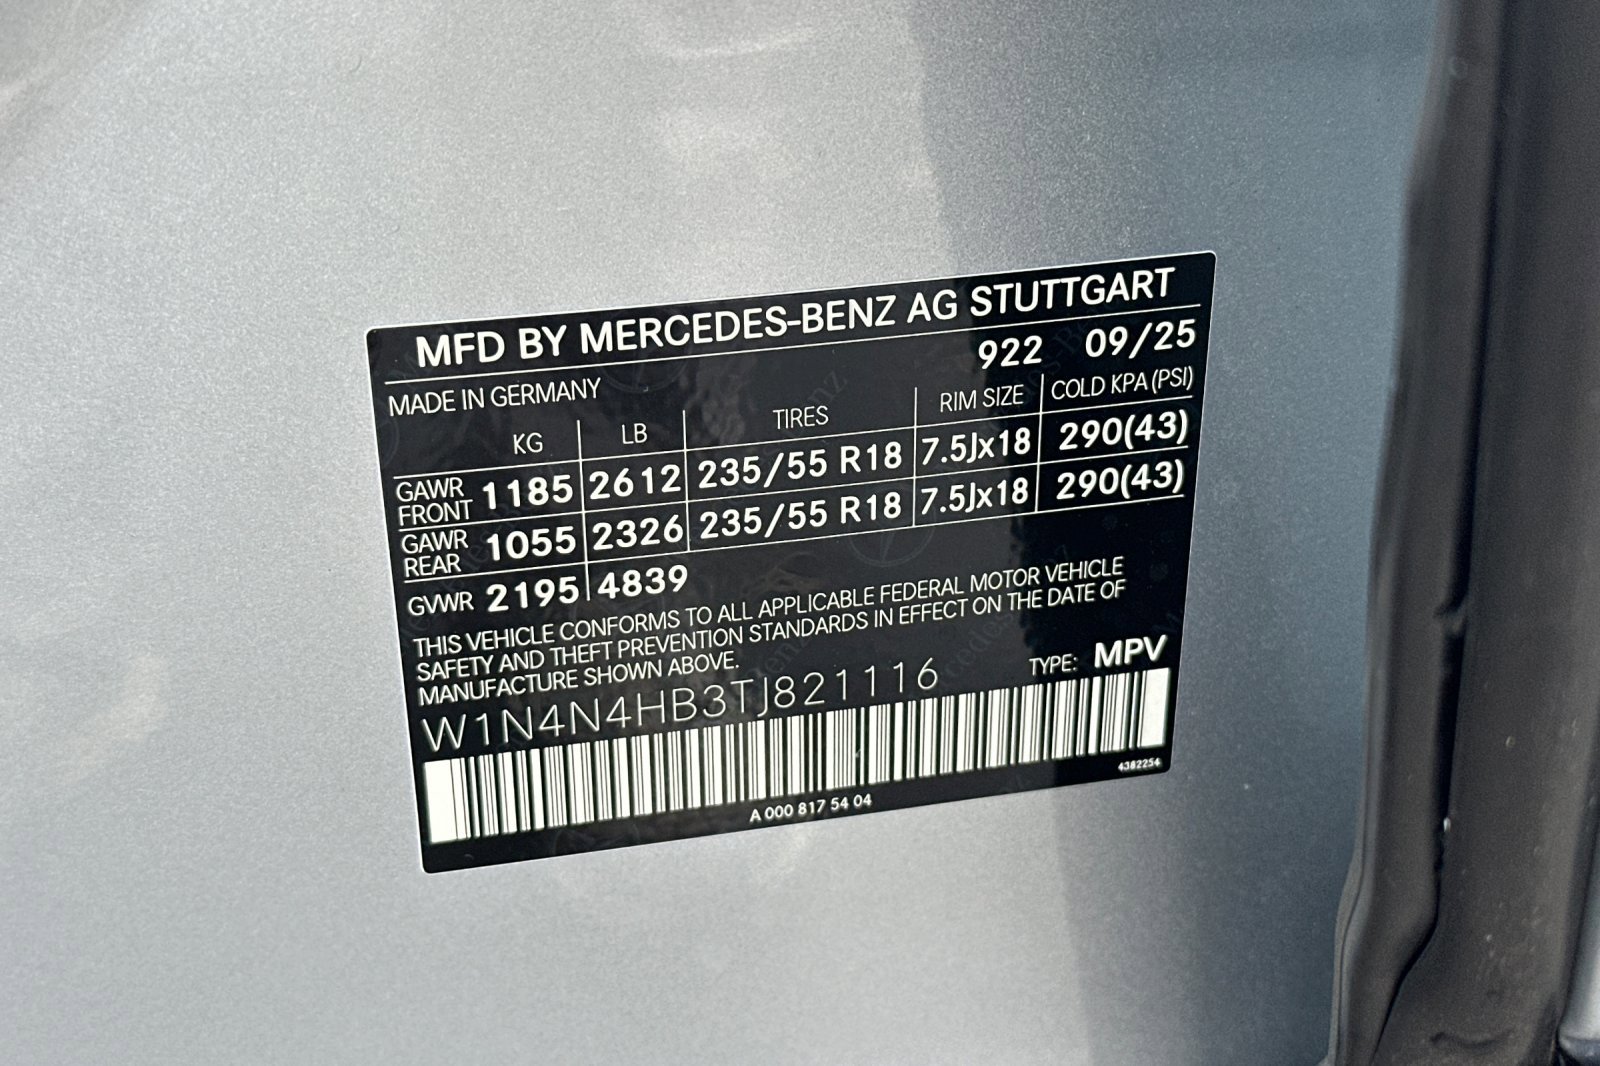 MFD BY MERCEDES-BENZ AG STUTTGART
MADE IN GERMANY 922 09/25
KG LB TIRES RIM SIZE COLD KPA (PSI)
GAWR FRONT 1185 2612 235/55 R18 7.5Jx18 290(43)
GAWR REAR 1055 2326 235/55 R18 7.5Jx18 290(43)
GVWR 2195 4839
THIS VEHICLE CONFORMS TO ALL APPLICABLE FEDERAL MOTOR VEHICLE
SAFETY AND THEFT PREVENTION STANDARDS IN EFFECT ON THE DATE OF
MANUFACTURE SHOWN ABOVE.
W1N4N4HB3TJ821116 TYPE: MPV
4382254
A 000 817 54 04